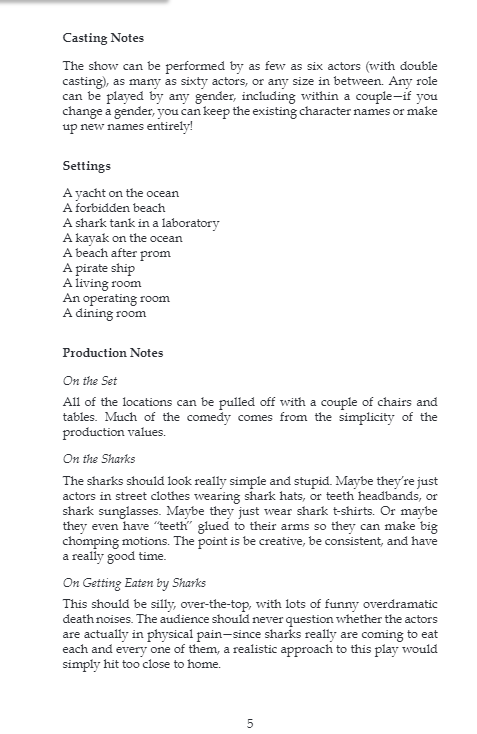 Casting Notes
The show can be performed by as few as six actors (with double
casting), as many as sixty actors, or any size in between. Any role
can be played by any gender, including within a couple—if you
change a gender, you can keep the existing character names or make
up new names entirely!
Settings
A yacht on the ocean
A forbidden beach
A shark tank in a laboratory
A kayak on the ocean
A beach after prom
A pirate ship
A living room
An operating room
A dining room
Production Notes
On the Set
All of the locations can be pulled off with a couple of chairs and
tables. Much of the comedy comes from the simplicity of the
production values.
On the Sharks
The sharks should look really simple and stupid. Maybe they're just
actors in street clothes wearing shark hats, or teeth headbands, or
shark sunglasses. Maybe they just wear shark t-shirts. Or maybe
they even have "teeth" glued to their arms so they can make big
chomping motions. The point is be creative, be consistent, and have
a really good time.
On Getting Eaten by Sharks
This should be silly, over-the-top, with lots of funny overdramatic
death noises. The audience should never question whether the actors
are actually in physical pain—since sharks really are coming to eat
each and every one of them, a realistic approach to this play would
simply hit too close to home.
5